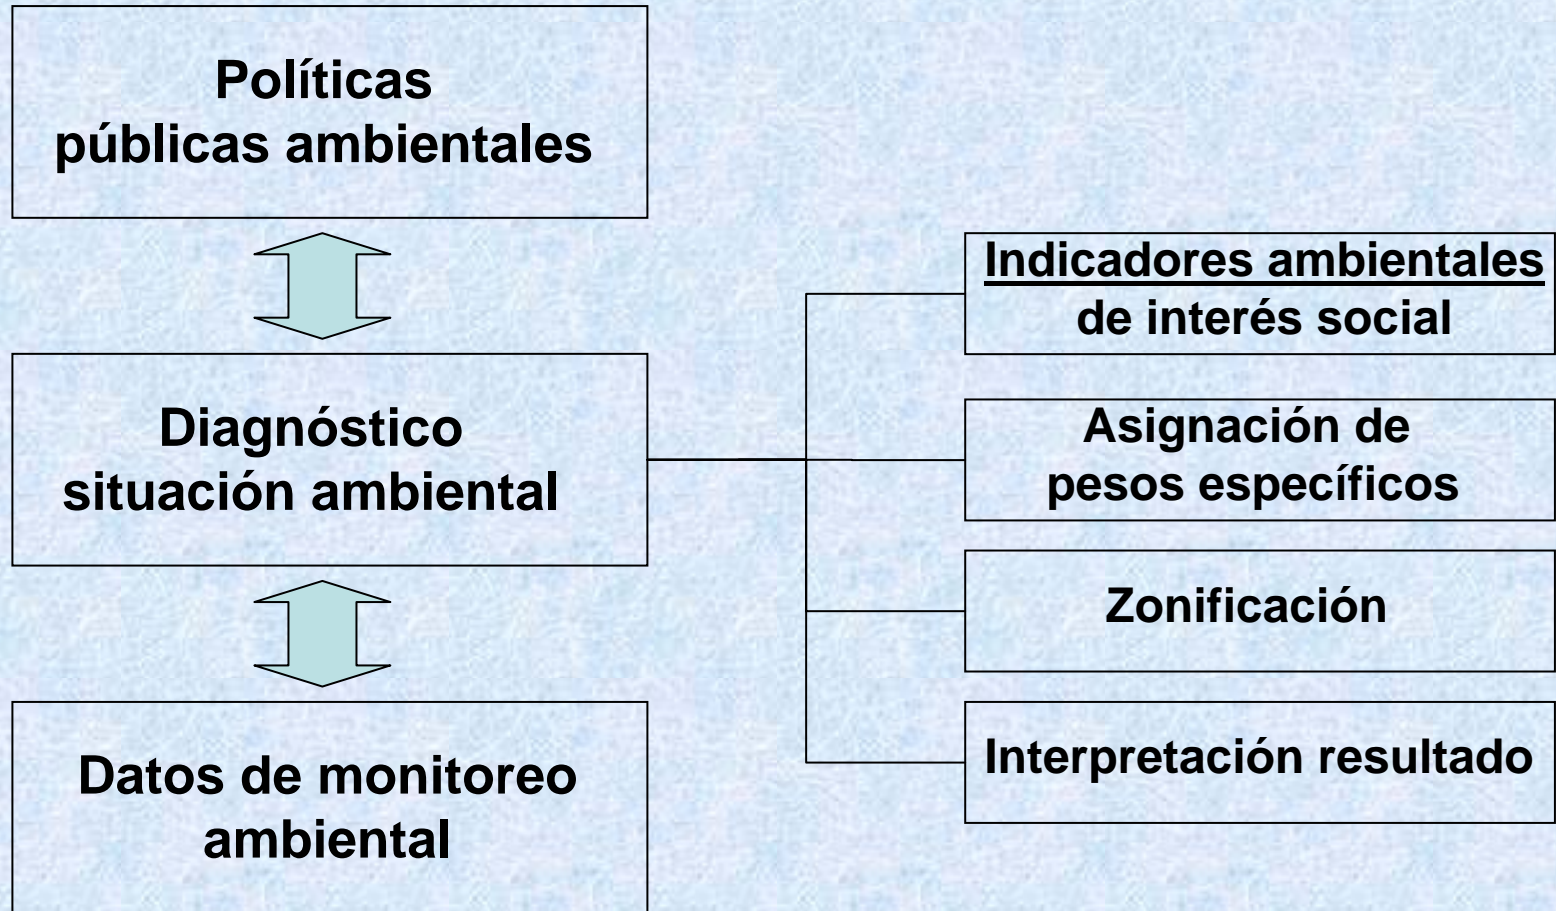 Políticas
públicas ambientales
Diagnóstico
situación ambiental
Datos de monitoreo
ambiental
Indicadores ambientales
de interés social
Asignación de
pesos específicos
Zonificación
Interpretación resultado